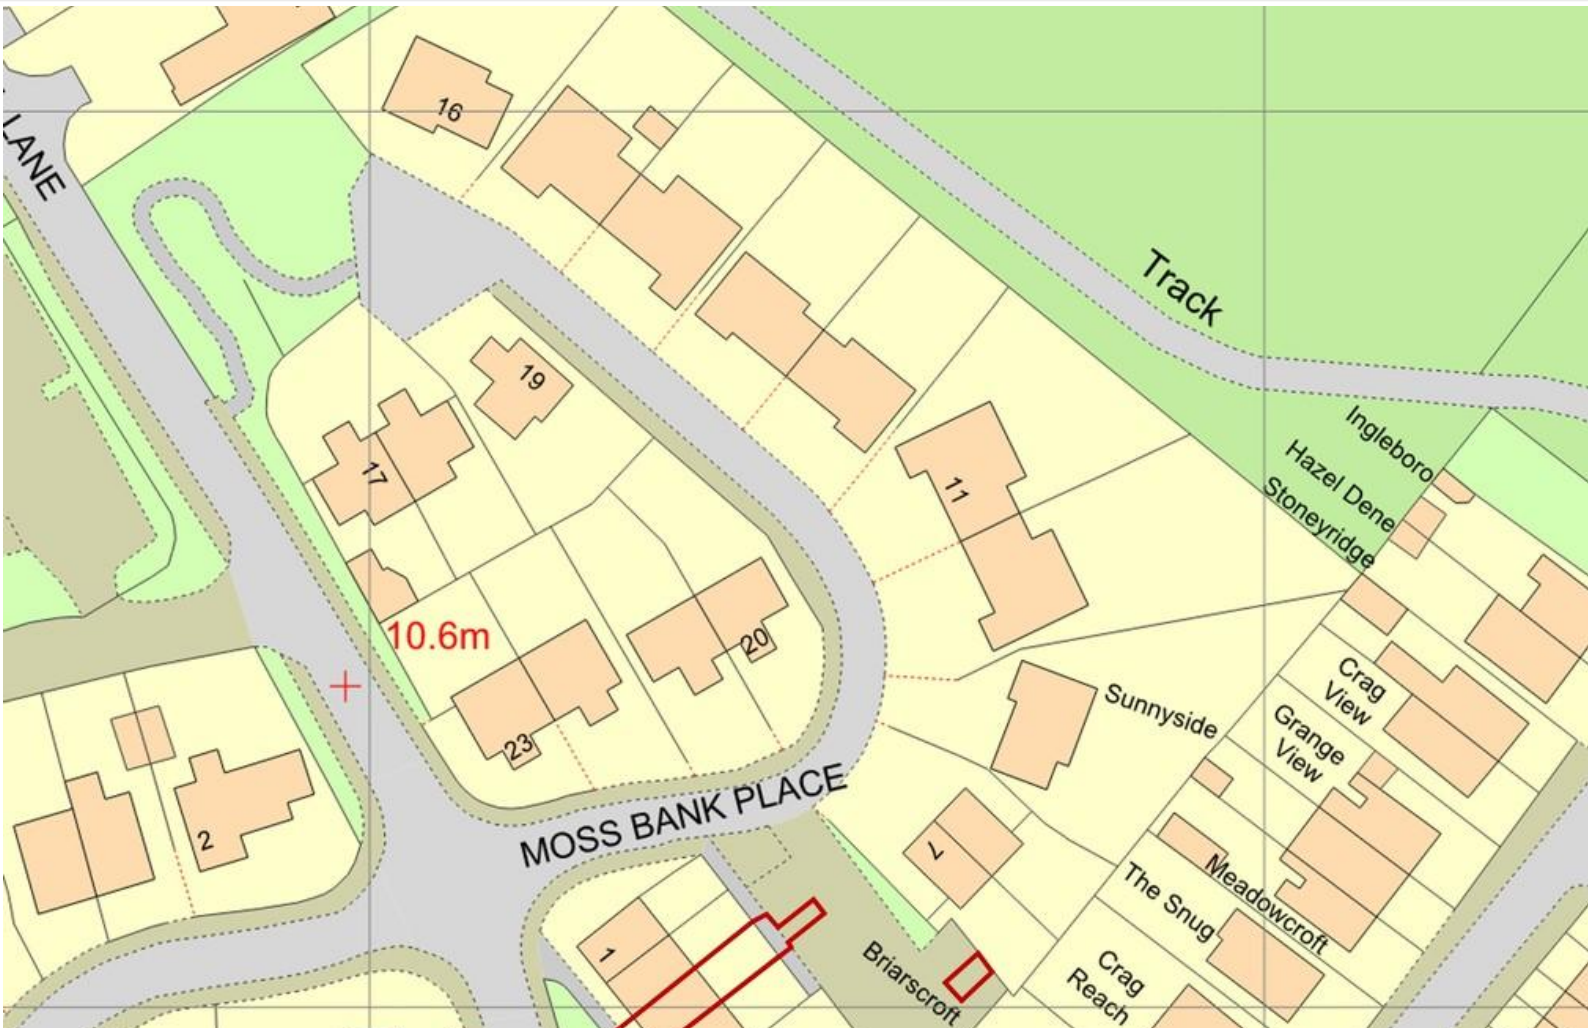 16
LANE
Track
19
Ingleboro
Hazel Dene
Stoneyridge
17
11
10.6m
20
Crag
View
Sunnyside
Grange
View
23
MOSS BANK PLACE
2
7
Meadowcroft
The Snug
1
Briarscroft
Crag
Reach